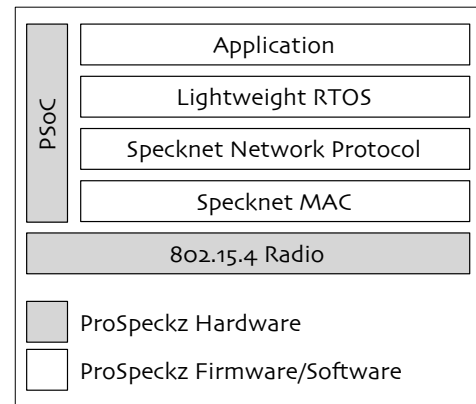 PSoC
Application
Lightweight RTOS
Specknet Network Protocol
Specknet MAC
802.15.4 Radio
ProSpeckz Hardware
ProSpeckz Firmware/Software